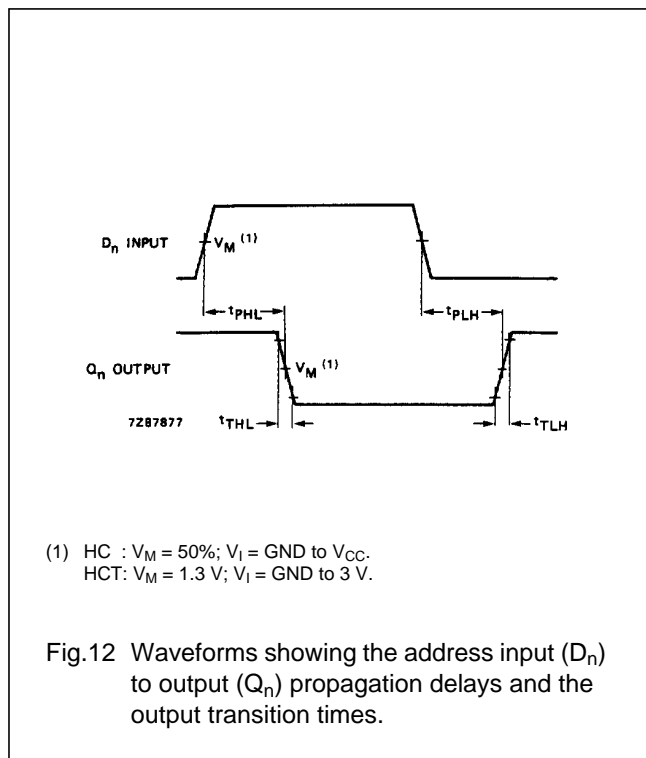 Dn INPUT
VM (1)
tPHL
tPLH
Qn OUTPUT
VM (1)
7Z87877
tTHL
tTLH
(1) HC : VM = 50%; VI = GND to VCC.
HCT: VM = 1.3 V; VI = GND to 3 V.
Fig.12 Waveforms showing the address input (Dn)
to output (Qn) propagation delays and the
output transition times.